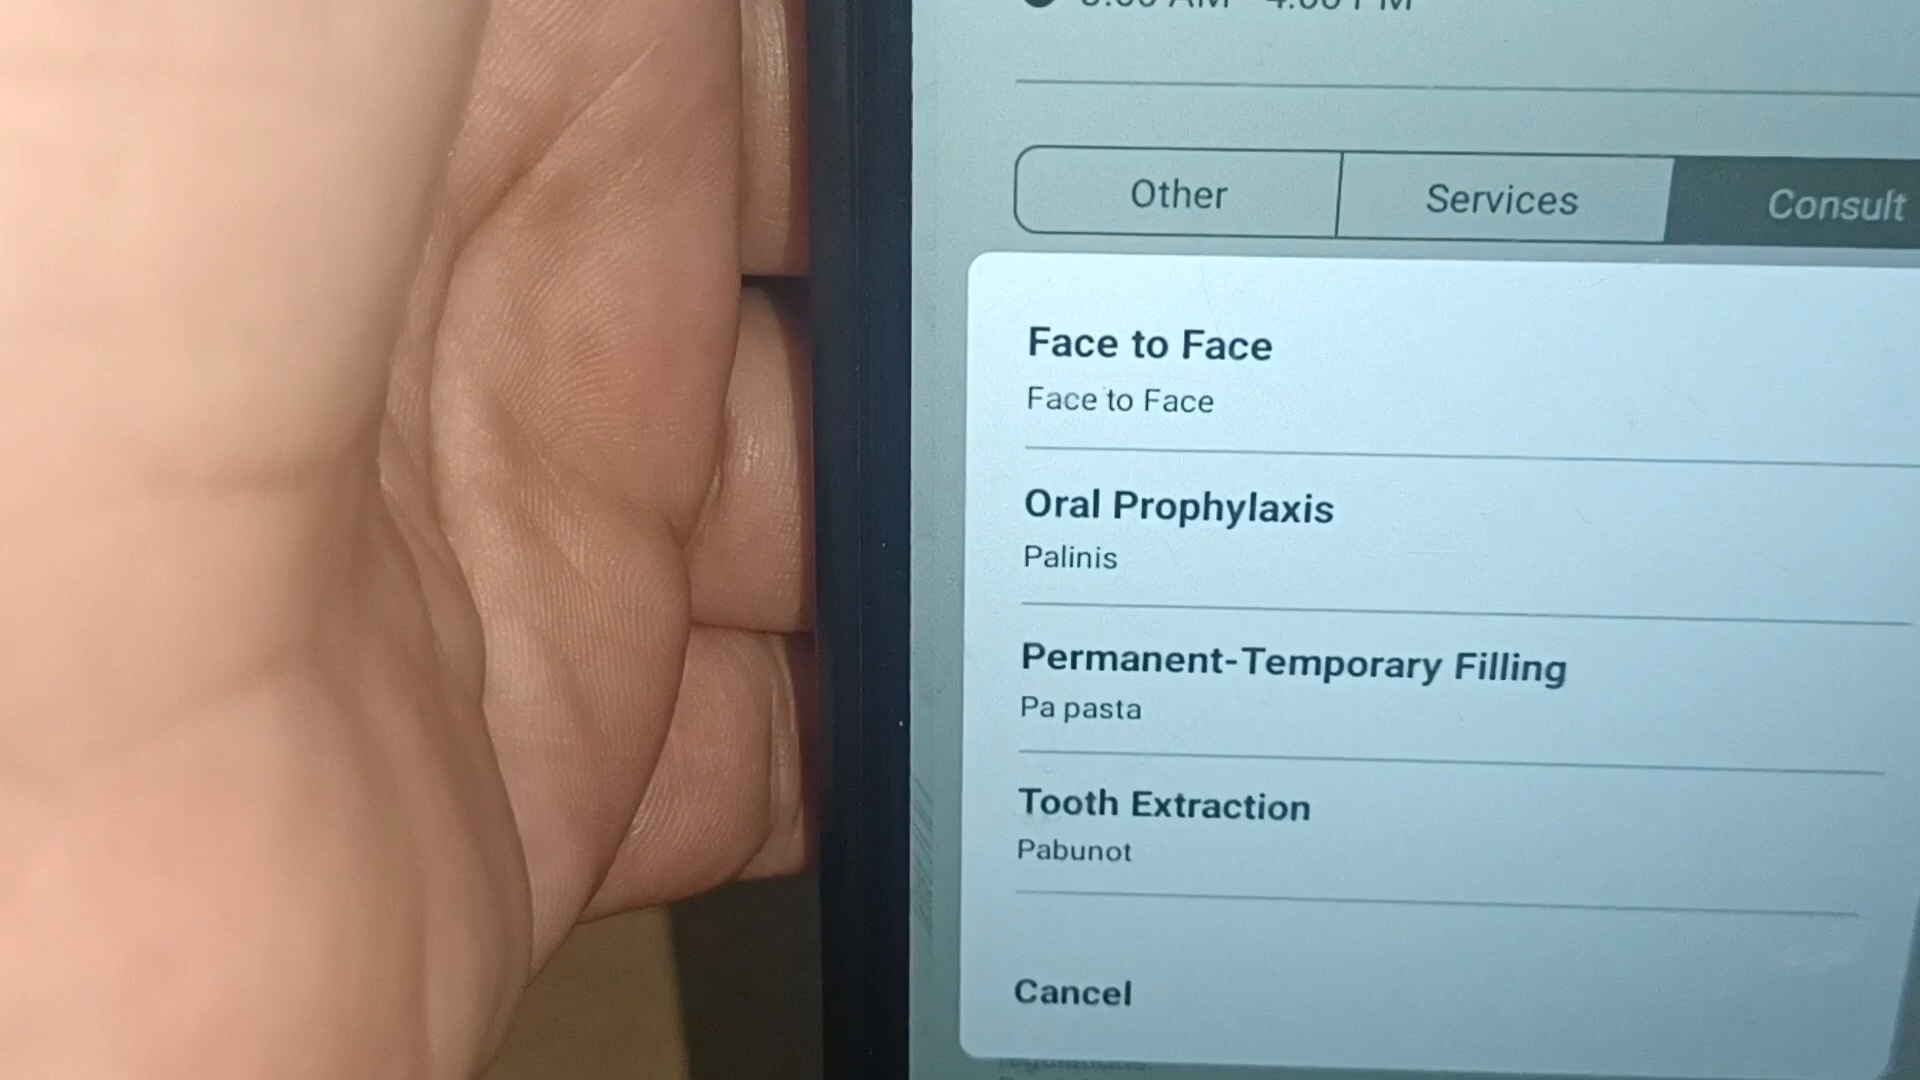 Other
Services
Consult
Face to Face
Face to Face
Oral Prophylaxis
Palinis
Permanent-Temporary Filling
Pa pasta
Tooth Extraction
Pabunot
Cancel